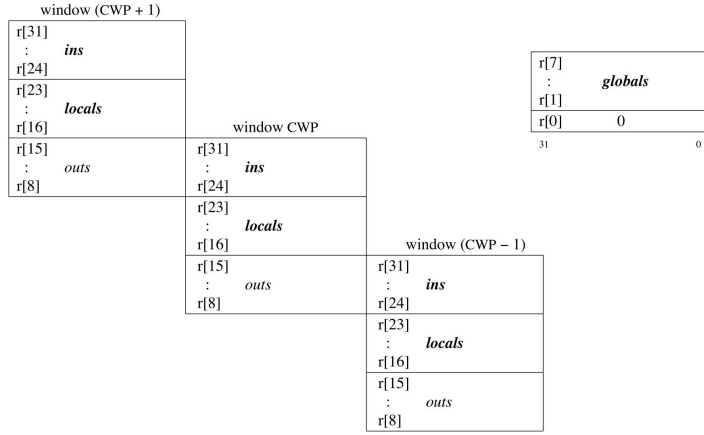 window (CWP + 1)
r[31]
: ins
r[24]
r[23]
: locals
r[16]
r[15]
: outs
r[8]
window CWP
r[31]
: ins
r[24]
r[23]
: locals
r[16]
r[15]
: outs
r[8]
window (CWP – 1)
r[31]
: ins
r[24]
r[23]
: locals
r[16]
r[15]
: outs
r[8]
r[7]
: globals
r[1]
r[0] 0
31 0